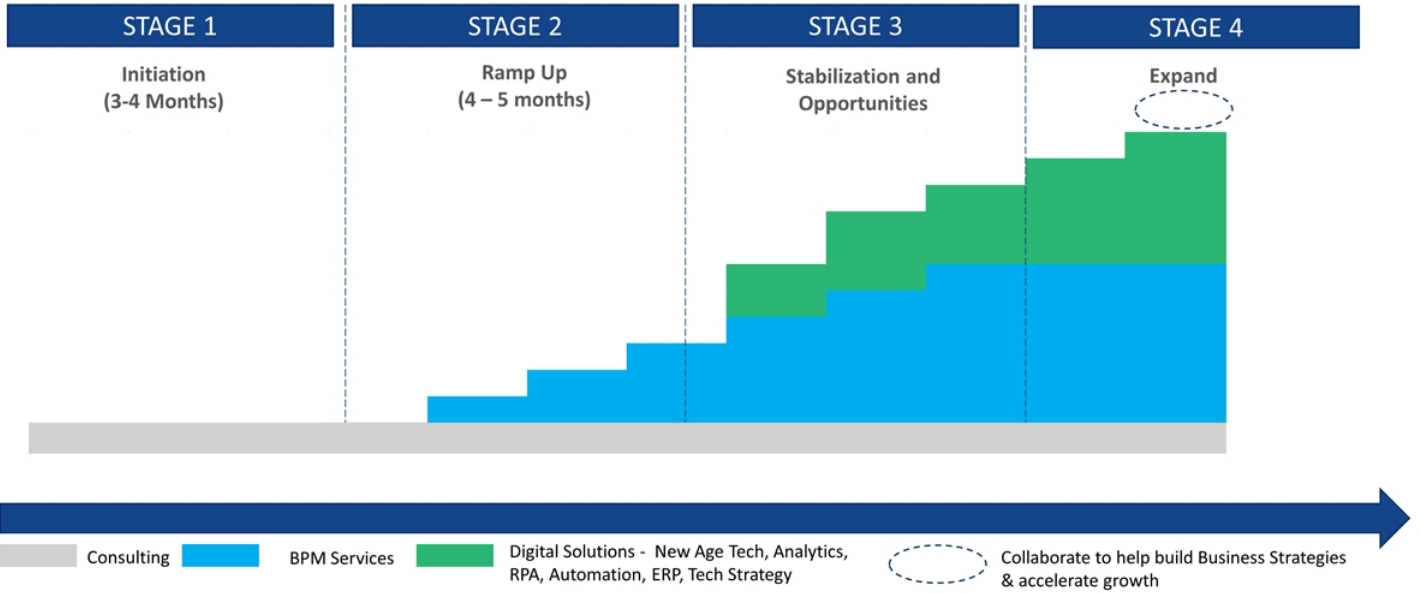 STAGE 1
STAGE 2
STAGE 3
STAGE 4
Initiation
(3-4 Months)
Ramp Up
(4 – 5 months)
Stabilization and
Opportunities
Expand
Consulting
BPM Services
Digital Solutions - New Age Tech, Analytics,
RPA, Automation, ERP, Tech Strategy
Collaborate to help build Business Strategies
& accelerate growth